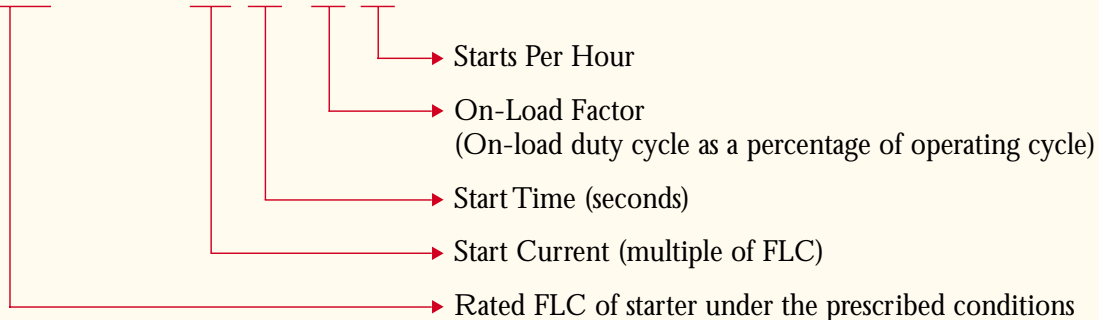 Starts Per Hour
On-Load Factor
(On-load duty cycle as a percentage of operating cycle)
Start Time (seconds)
Start Current (multiple of FLC)
Rated FLC of starter under the prescribed conditions